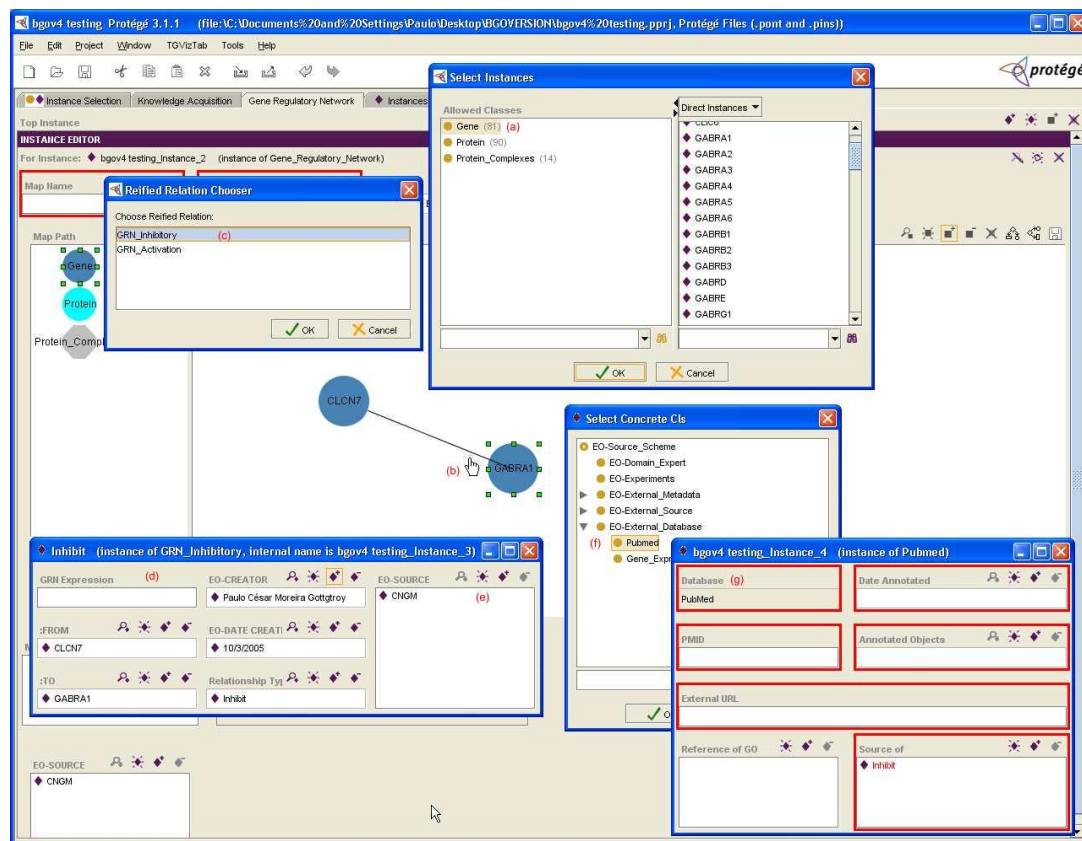 bgov4 testing Protégé 3.1.1 (file:\C:\Documents%20and%20Settings\Paulo\Desktop\BGOVERSION\bgov4%20testing.pprj, Protégé Files (.pont and .pins))
File Edit Project Window TGVizTab Tools Help
protégé
Instance Selection Knowledge Acquisition Gene Regulatory Network Instances
Top Instance
INSTANCE EDITOR
For Instance: bgov4 testing_Instance_2 (instance of Gene_Regulatory_Network)
Map Name
Map Path
Gene
Protein
Protein_Compl
Reified Relation Chooser
Choose Reified Relation:
GRN_Inhibitory (c)
GRN_Activation
OK Cancel
Select Instances
Allowed Classes
Gene (81) (a)
Protein (90)
Protein_Complexes (14)
Direct Instances
CLIC6
GABRA1
GABRA2
GABRA3
GABRA4
GABRA5
GABRA6
GABRB1
GABRB2
GABRB3
GABRD
GABRE
GABRG1
OK Cancel
CLCN7
(b) GABRA1
Select Concrete Cls
EO-Source_Scheme
EO-Domain_Expert
EO-Experiments
EO-External_Metadata
EO-External_Source
EO-External_Database
(f) Pubmed
Gene_Expr
Inhibit (instance of GRN_Inhibitory, internal name is bgov4 testing_Instance_3)
GRN Expression (d)
EO-CREATOR
Paulo César Moreira Gottgtroy
EO-SOURCE
CNGM
(e)
:FROM
CLCN7
EO-DATE CREATI
10/3/2005
:TO
GABRA1
Relationship Typ
Inhibit
bgov4 testing_Instance_4 (instance of Pubmed)
Database (g)
PubMed
Date Annotated
PMID
Annotated Objects
External URL
Reference of GO
Source of
Inhibit
EO-SOURCE
CNGM